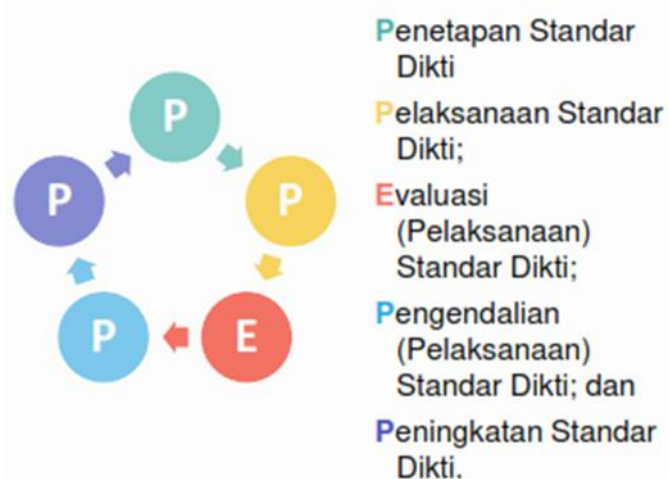 P
P
E
P
P
Penetapan Standar
Dikti
Pelaksanaan Standar
Dikti;
Evaluasi
(Pelaksanaan)
Standar Dikti;
Pengendalian
(Pelaksanaan)
Standar Dikti; dan
Peningkatan Standar
Dikti.